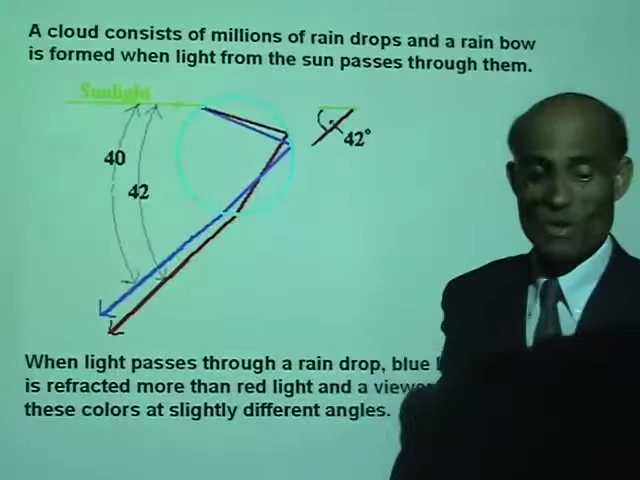 A cloud consists of millions of rain drops and a rain bow
is formed when light from the sun passes through them.
Sunlight
40
42
42°
When light passes through a rain drop, blue
is refracted more than red light and a
these colors at slightly different angles.